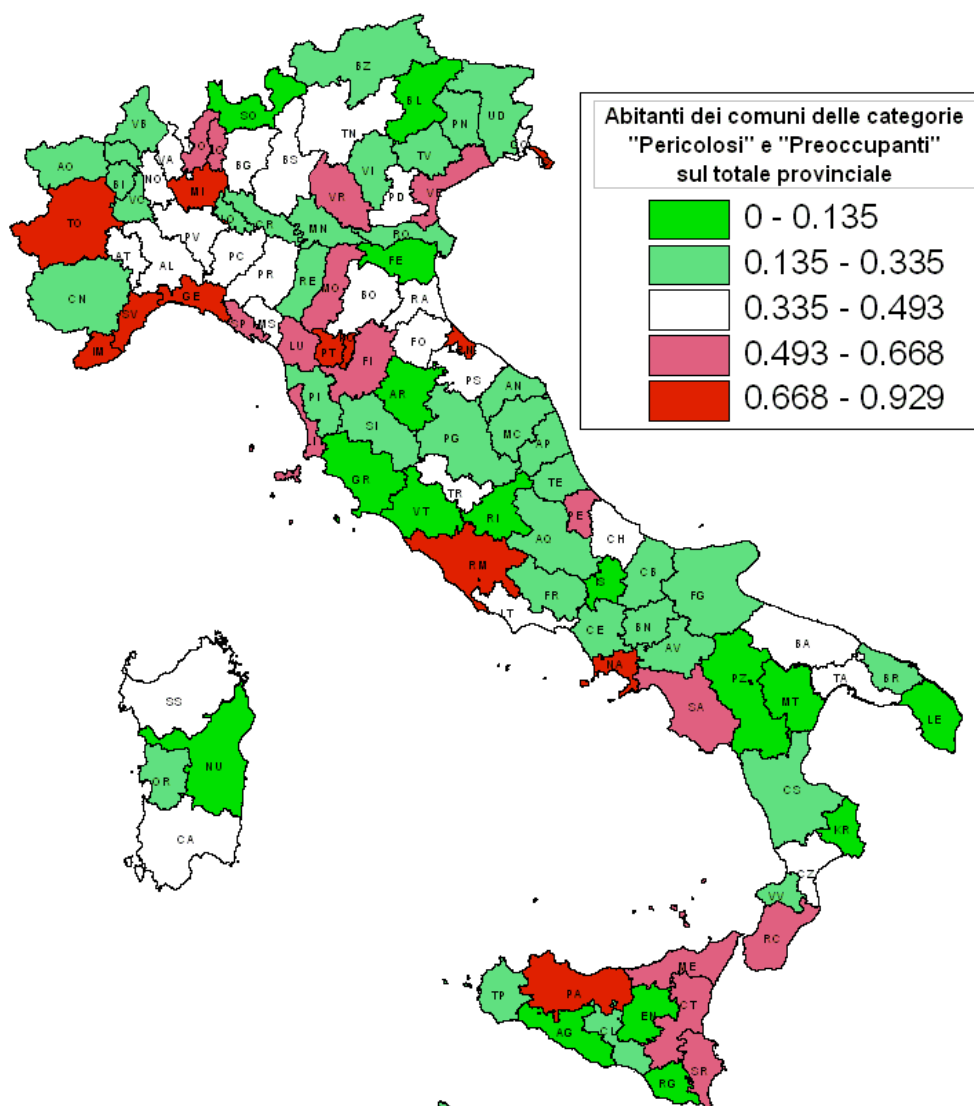 Abitanti dei comuni delle categorie
"Pericolosi" e "Preoccupanti"
sul totale provinciale
0 - 0.135
0.135 - 0.335
0.335 - 0.493
0.493 - 0.668
0.668 - 0.929
BZ
SO
BL
VB
TN
PN
UD
AO
VA
BG
BS
VI
TV
GO
BI
NO
MI
VR
PD
VE
TO
VC
PV
CR
MN
RO
AT
AL
PC
PR
RE
FE
CN
GE
MO
BO
RA
SV
SP
MS
LU
PT
FI
FO
IM
PS
AN
PI
AR
SI
PG
MC
AP
GR
TR
TE
VT
RI
PE
AQ
CH
RM
IS
CB
FR
FG
LT
CE
BN
AV
BA
NA
SA
PZ
MT
TA
BR
LE
SS
NU
OR
CA
CS
KR
CZ
VV
RC
ME
TP
PA
EN
CT
AG
CL
SR
RG